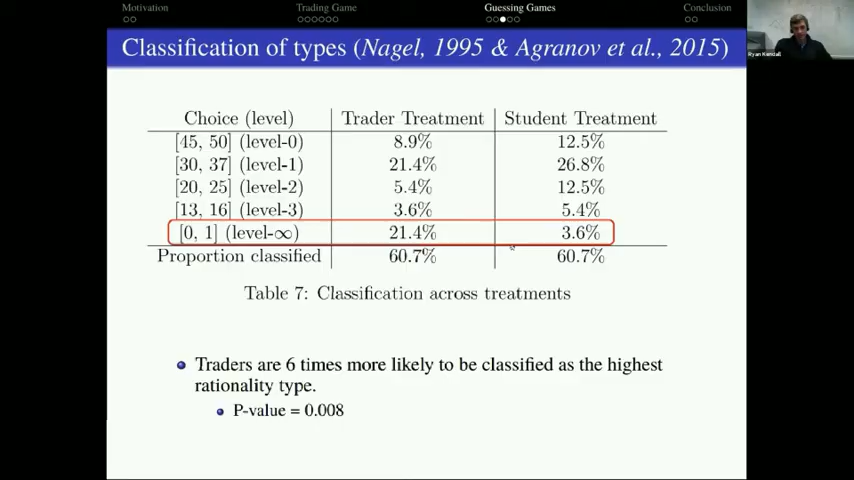 Motivation Trading Game Guessing Games Conclusion
Classification of types (Nagel, 1995 & Agranov et al., 2015)
Ryan Kendall
Choice (level) Trader Treatment Student Treatment
[45, 50] (level-0) 8.9% 12.5%
[30, 37] (level-1) 21.4% 26.8%
[20, 25] (level-2) 5.4% 12.5%
[13, 16] (level-3) 3.6% 5.4%
[0, 1] (level-∞) 21.4% 3.6%
Proportion classified 60.7% 60.7%
Table 7: Classification across treatments
Traders are 6 times more likely to be classified as the highest
rationality type.
P-value = 0.008